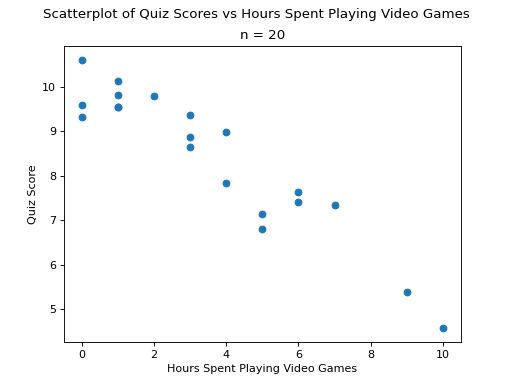 Scatterplot of Quiz Scores vs Hours Spent Playing Video Games
n = 20
10
9
8
7
6
5
Quiz Score
0 2 4 6 8 10
Hours Spent Playing Video Games